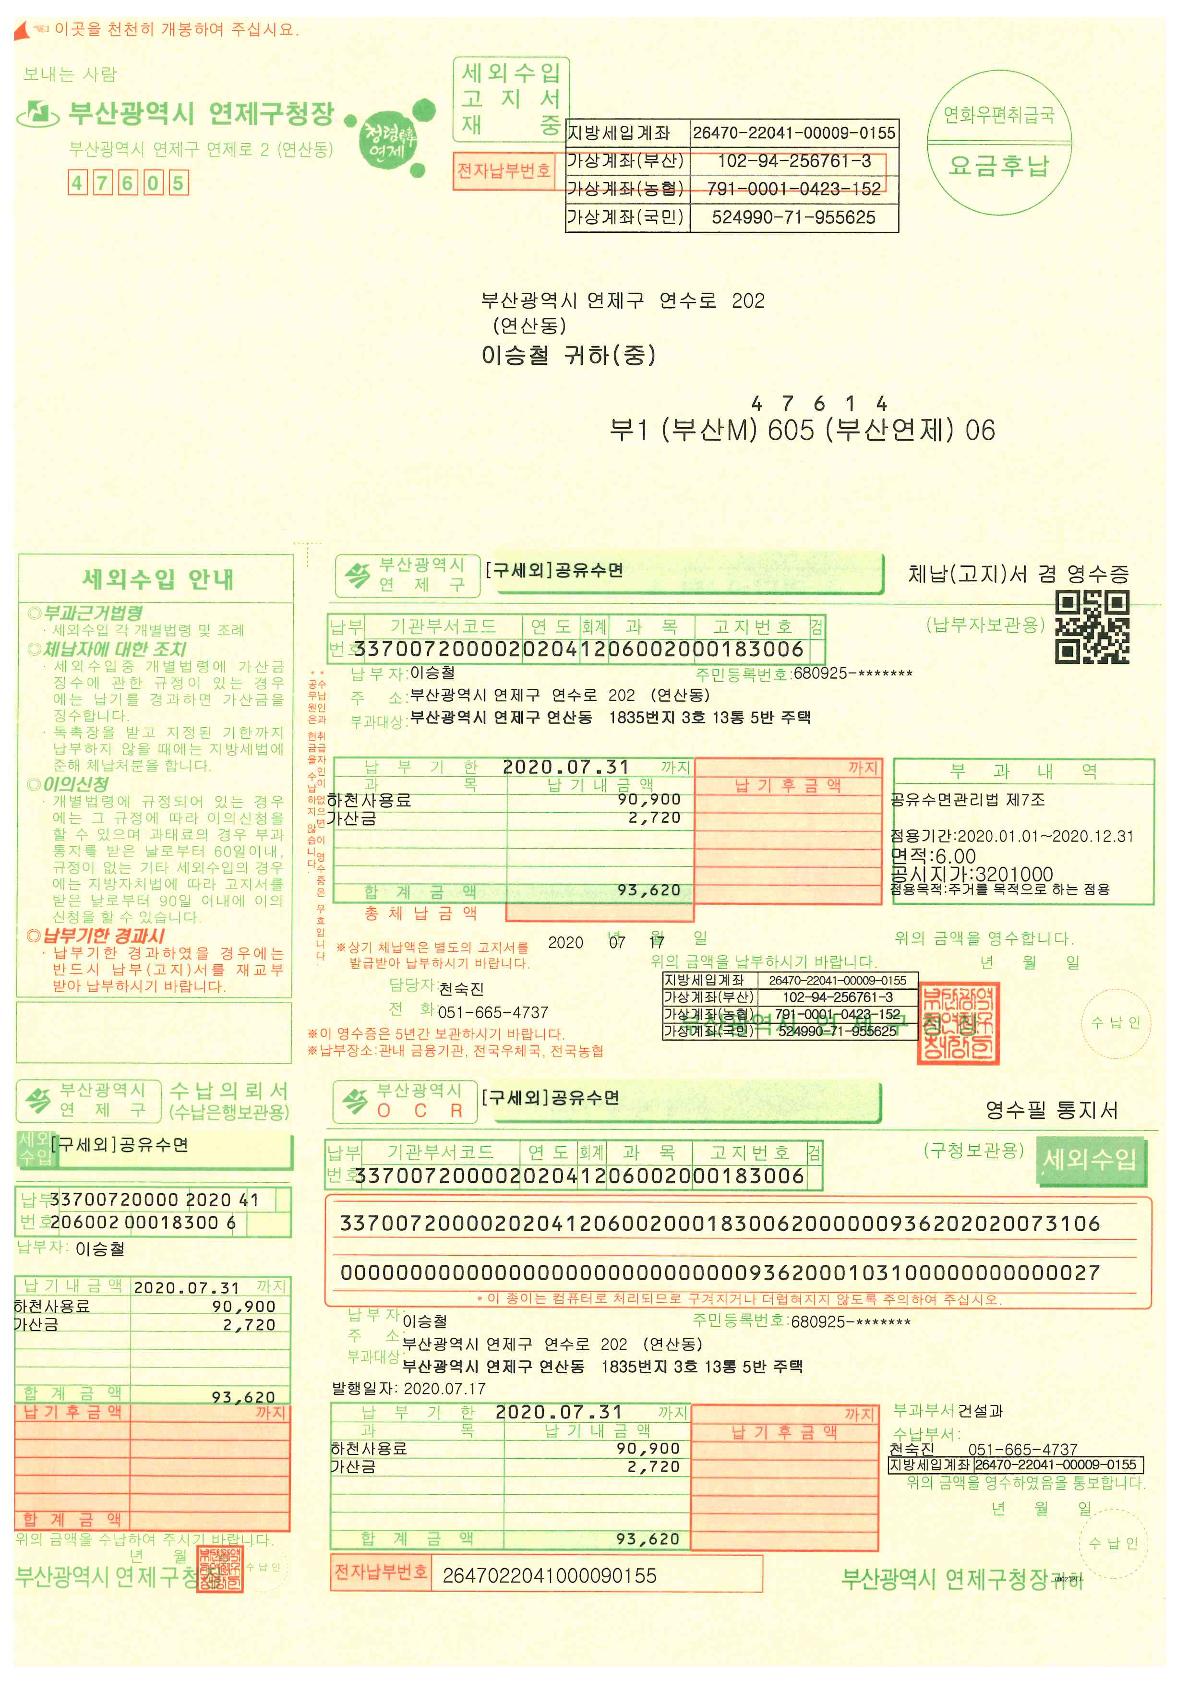 이곳을 천천히 개봉하여 주십시요.
보내는 사람
부산광역시 연제구청장
부산광역시 연제구 연제로 2 (연산동)
4 7 6 0 5
연제
세외수입
고 지 서
재 중
전자납부번호
지방세입계좌 26470-22041-00009-0155
가상계좌(부산) 102-94-256761-3
가상계좌(농협) 791-0001-0423-152
가상계좌(국민) 524990-71-955625
연화우편취급국
요금후납
부산광역시 연제구 연수로 202
(연산동)
이승철 귀하(중)
4 7 6 1 4
부1 (부산M) 605 (부산연제) 06
세외수입 안내
◎부과근거법령
· 세외수입 각 개별법령 및 조례
◎체납자에 대한 조치
· 세외수입중 개별법령에 가산금
징수에 관한 규정이 있는 경우
에는 납기를 경과하면 가산금을
징수합니다.
· 독촉장을 받고 지정된 기한까지
납부하지 않을 때에는 지방세법에
준해 체납처분을 합니다.
◎이의신청
· 개별법령에 규정되어 있는 경우
에는 그 규정에 따라 이의신청을
할 수 있으며 과태료의 경우 부과
통지를 받은 날로부터 60일이내,
규정이 없는 기타 세외수입의 경우
에는 지방자치법에 따라 고지서를
받은 날로부터 90일 이내에 이의
신청을 할 수 있습니다.
◎납부기한 경과시
· 납부기한 경과하였을 경우에는
반드시 납부(고지)서를 재교부
받아 납부하시기 바랍니다.
부산광역시
연 제 구
[구세외]공유수면
체납(고지)서 겸 영수증
(납부자보관용)
납부 기관부서코드 연 도 회계 과 목 고지번호 검
번호 337007200002020412060020001830​06
납 부 자:이승철 주민등록번호:680925-*******
주 소:부산광역시 연제구 연수로 202 (연산동)
부과대상:부산광역시 연제구 연산동 1835번지 3호 13통 5반 주택
납 부 기 한 2020.07.31 까지 까지
과 목 납 기 내 금 액 납 기 후 금 액
하천사용료 90,900
가산금 2,720
합 계 금 액 93,620
총 체 납 금 액
부 과 내 역
공유수면관리법 제7조
점용기간:2020.01.01~2020.12.31
면적:6.00
공시지가:3201000
점용목적:주거를 목적으로 하는 점용
※상기 체납액은 별도의 고지서를
발급받아 납부하시기 바랍니다.
2020 년 07 월 17 일
위의 금액을 납부하시기 바랍니다.
위의 금액을 영수합니다.
년 월 일
담당자 천숙진
전 화 051-665-4737
지방세입계좌 26470-22041-00009-0155
가상계좌(부산) 102-94-256761-3
가상계좌(농협) 791-0001-0423-152
가상계좌(국민) 524990-71-955625
부산광역시 연 제 구 청 장
수 납 인
※이 영수증은 5년간 보관하시기 바랍니다.
※납부장소:관내 금융기관, 전국우체국, 전국농협
부산광역시
연 제 구
수납의뢰서
(수납은행보관용)
세외
수입
[구세외]공유수면
납부 33700720000 2020 41
번호 206002 00018300 6
납부자: 이승철
납 기 내 금 액 2020.07.31 까지
하천사용료 90,900
가산금 2,720
합 계 금 액 93,620
납 기 후 금 액 까지
합 계 금 액
위의 금액을 수납하여 주시기 바랍니다.
년 월
부산광역시 연제구청
수 납 인
부산광역시
O C R
[구세외]공유수면
영수필 통지서
(구청보관용)
세외수입
납부 기관부서코드 연 도 회계 과 목 고지번호 검
번호 33700720000202041206002000183006
33700720000202041206002000183006200000093620202007​3106
000000000000000000000000000093620001031000000000000​27
* 이 종이는 컴퓨터로 처리되므로 구겨지거나 더럽혀지지 않도록 주의하여 주십시오.
납 부 자:이승철 주민등록번호:680925-*******
주 소:부산광역시 연제구 연수로 202 (연산동)
부과대상:부산광역시 연제구 연산동 1835번지 3호 13통 5반 주택
발행일자: 2020.07.17
납 부 기 한 2020.07.31 까지 까지
과 목 납 기 내 금 액 납 기 후 금 액
하천사용료 90,900
가산금 2,720
합 계 금 액 93,620
부과부서 건설과
수납부서:
천숙진 051-665-4737
지방세입계좌 26470-22041-00009-0155
위의 금액을 영수하였음을 통보합니다.
년 월 일
수 납 인
전자납부번호 2647022041000090155
부산광역시 연제구청장귀하